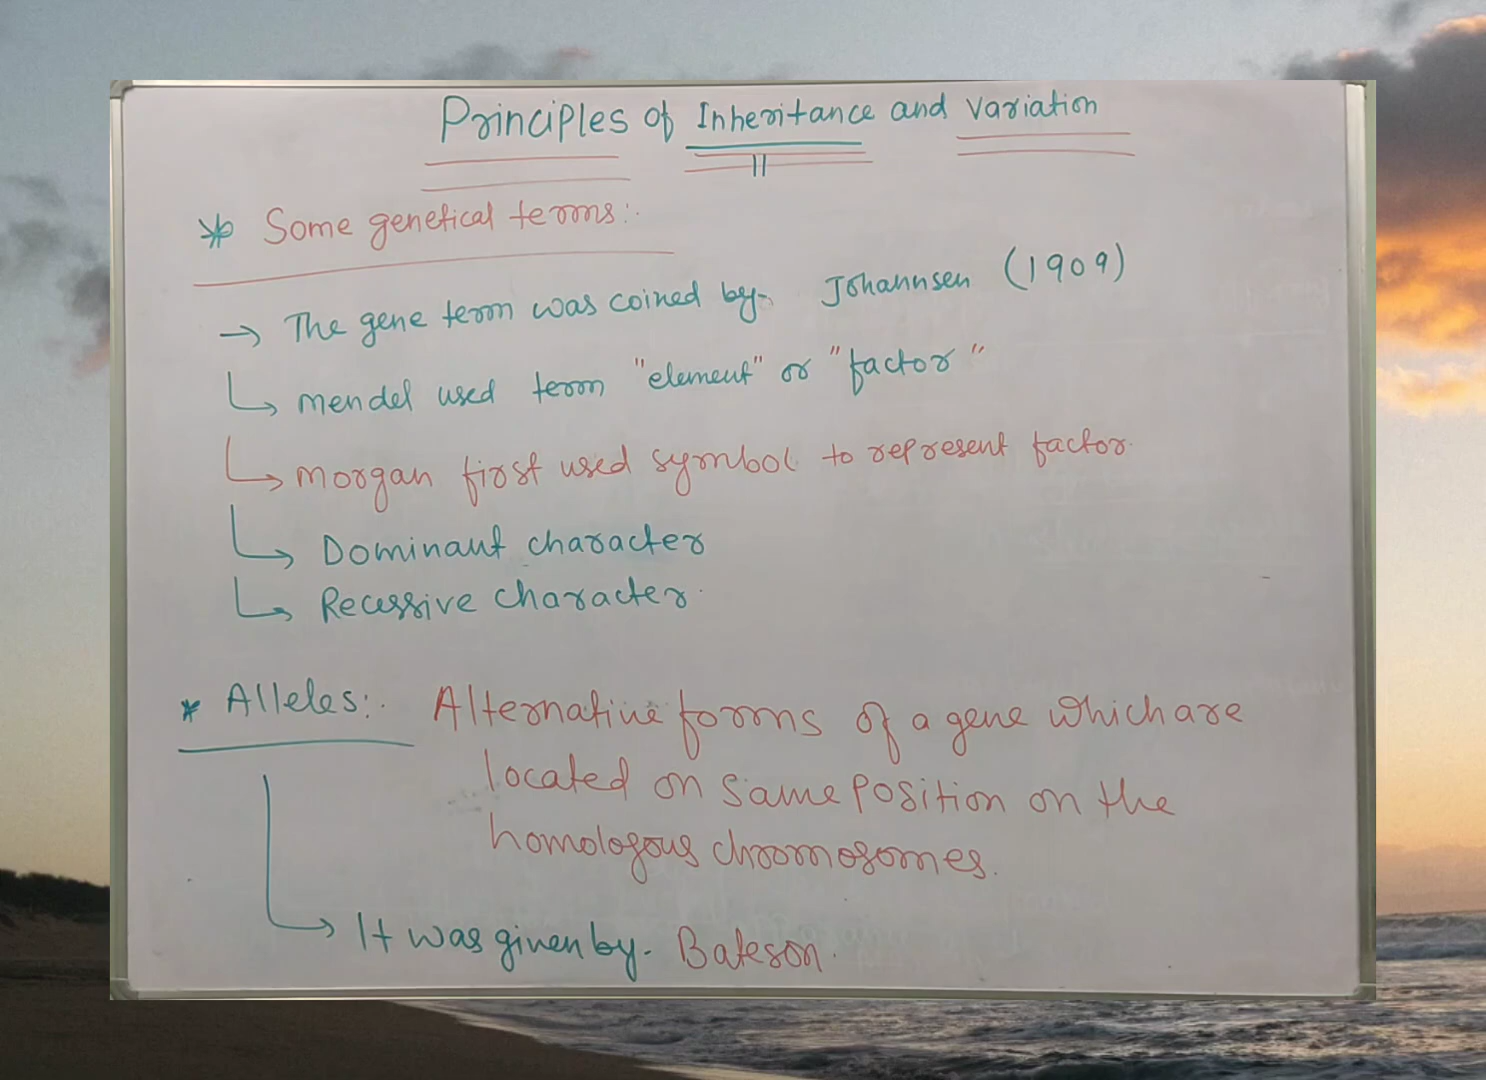 Principles of Inheritance and Variation
* Some genetical terms:-
→ The gene term was coined by- Johannsen (1909)
↳ Mendel used term "element" or "factor"
↳ Morgan first used symbol to represent factor.
↳ Dominant character
↳ Recessive character.
* Alleles:- Alternative forms of a gene which are
located on same position on the
homologous chromosomes.
↳ It was given by- Bateson.